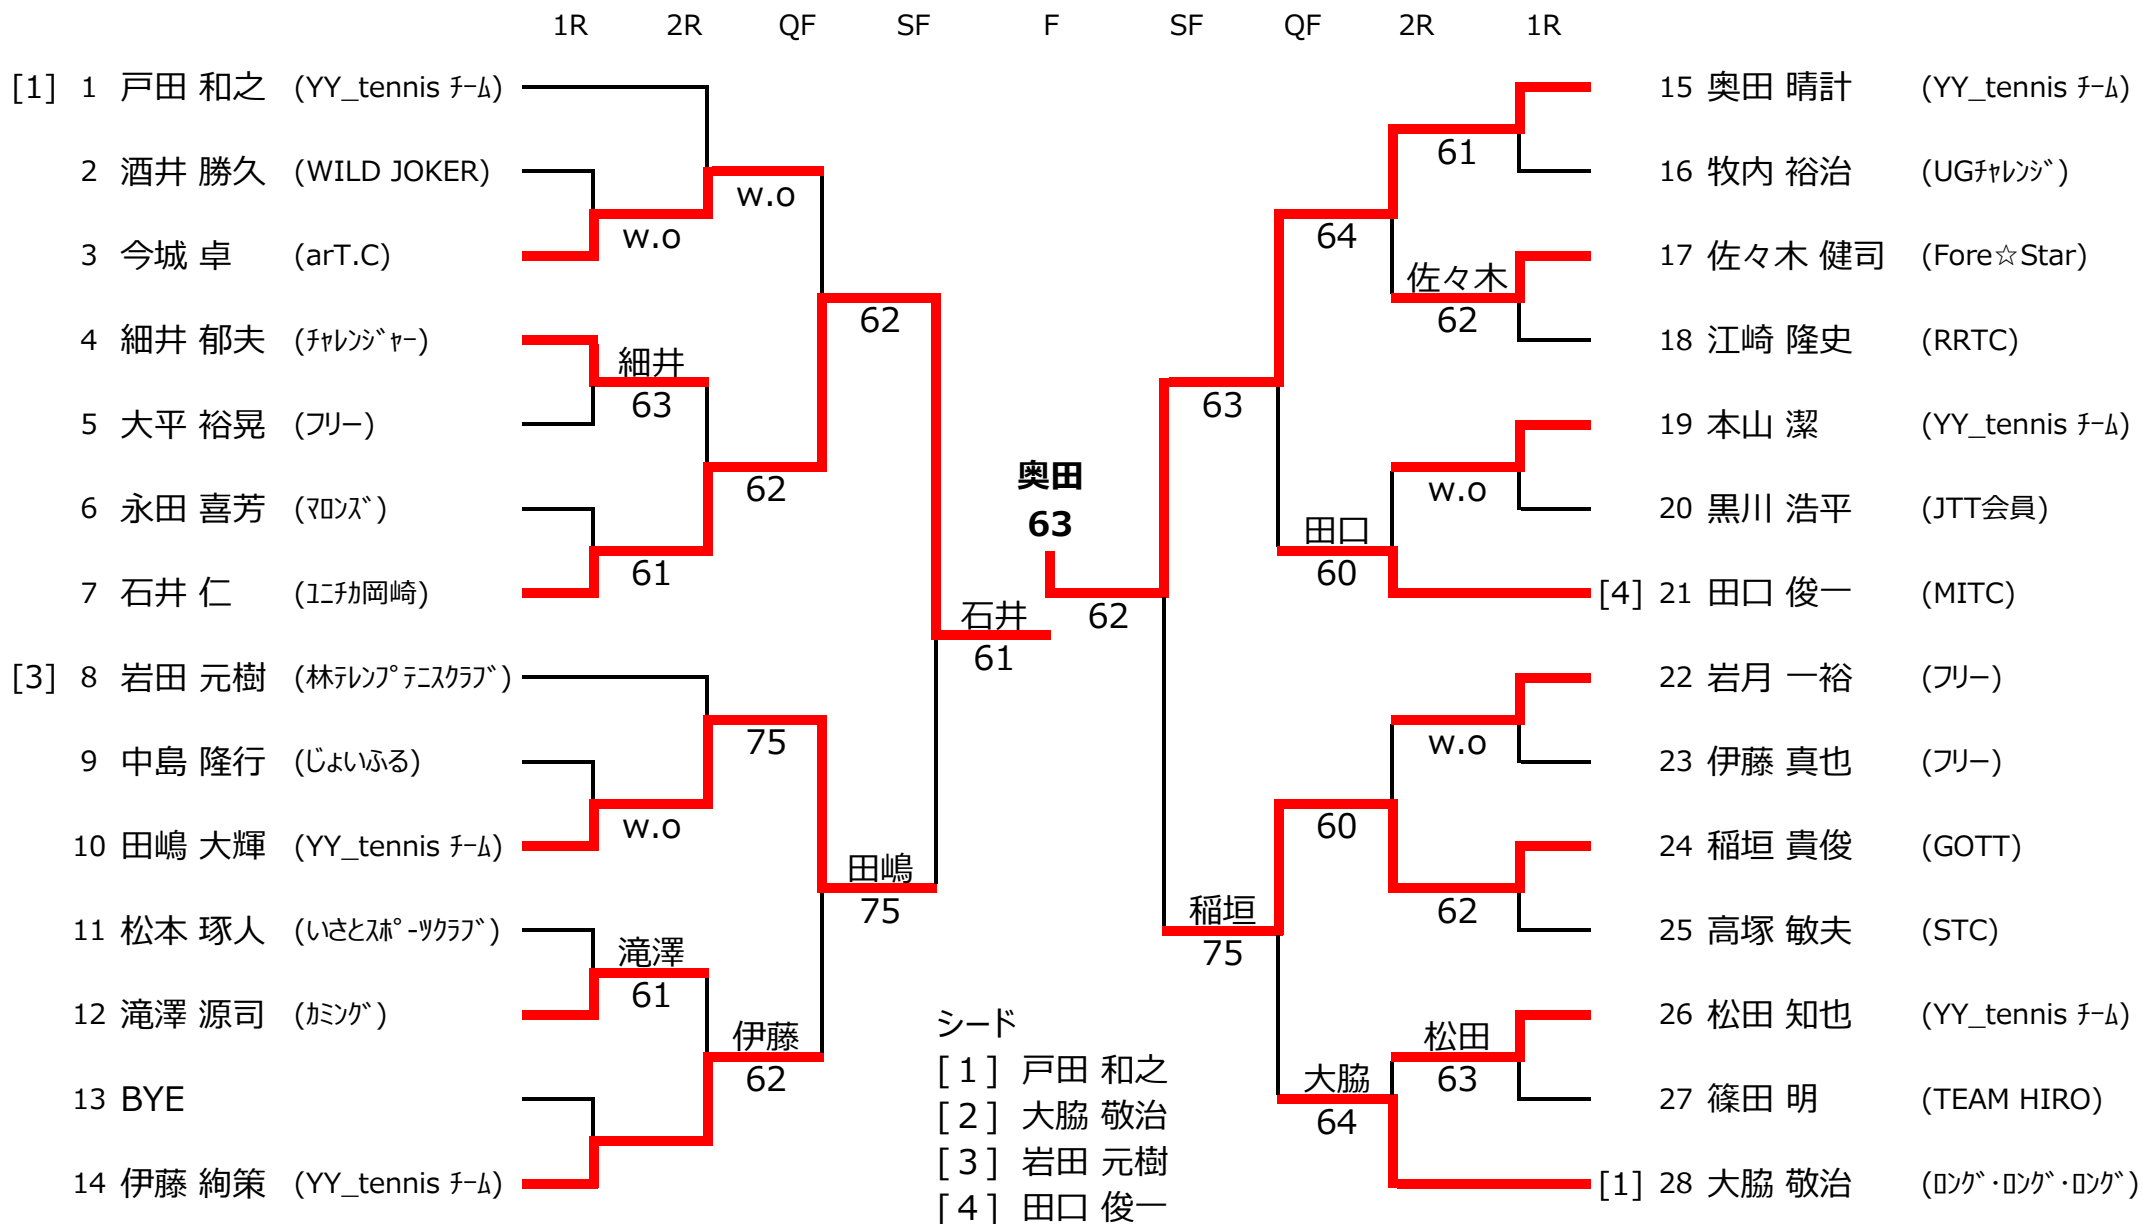 1R 2R QF SF F SF QF 2R 1R
[1] 1 戸田 和之 (YY_tennis ﾁｰﾑ)
2 酒井 勝久 (WILD JOKER)
3 今城 卓 (arT.C)
4 細井 郁夫 (ﾁｬﾚﾝｼﾞｬｰ)
5 大平 裕晃 (フリー)
6 永田 喜芳 (ﾏﾛﾝｽﾞ)
7 石井 仁 (ﾕﾆﾁｶ岡崎)
[3] 8 岩田 元樹 (林ﾃﾚﾝﾌﾟﾃﾆｽｸﾗﾌﾞ)
9 中島 隆行 (じょいふる)
10 田嶋 大輝 (YY_tennis ﾁｰﾑ)
11 松本 琢人 (いさとｽﾎﾟｰﾂｸﾗﾌﾞ)
12 滝澤 源司 (ｶﾐﾝｸﾞ)
13 BYE
14 伊藤 絢策 (YY_tennis ﾁｰﾑ)
w.o
細井
63
61
w.o
滝澤
61
w.o
62
75
伊藤
62
62
田嶋
75
石井
61
奥田
63
62
63
稲垣
75
64
田口
60
60
大脇
64
61
佐々木
62
w.o
w.o
62
松田
63
15 奥田 晴計 (YY_tennis ﾁｰﾑ)
16 牧内 裕治 (UGﾁｬﾚﾝｼﾞ)
17 佐々木 健司 (Fore☆Star)
18 江崎 隆史 (RRTC)
19 本山 潔 (YY_tennis ﾁｰﾑ)
20 黒川 浩平 (JTT会員)
[4] 21 田口 俊一 (MITC)
22 岩月 一裕 (フリー)
23 伊藤 真也 (フリー)
24 稲垣 貴俊 (GOTT)
25 高塚 敏夫 (STC)
26 松田 知也 (YY_tennis ﾁｰﾑ)
27 篠田 明 (TEAM HIRO)
[1] 28 大脇 敬治 (ﾛﾝｸﾞ・ﾛﾝｸﾞ・ﾛﾝｸﾞ)
シード
[１] 戸田 和之
[２] 大脇 敬治
[３] 岩田 元樹
[４] 田口 俊一